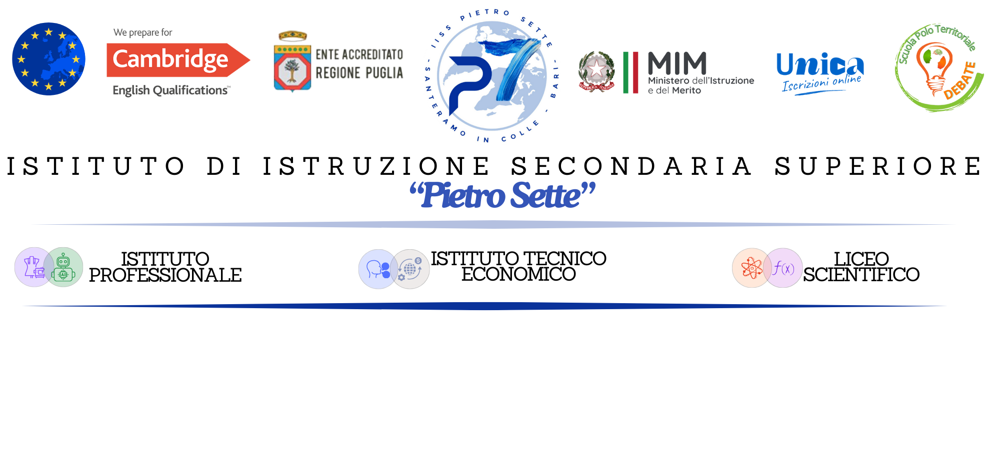 We prepare for
Cambridge
English Qualifications™
ENTE ACCREDITATO
REGIONE PUGLIA
IISS PIETRO SETTE - SANTERAMO IN COLLE - BARI -
P7
REPVBBLICA ITALIANA
MIM
Ministero dell'Istruzione
e del Merito
Unica
Iscrizioni online
Scuola Polo Territoriale
DEBATE
ISTITUTO DI ISTRUZIONE SECONDARIA SUPERIORE
“Pietro Sette”
AI
ISTITUTO
PROFESSIONALE
$
ISTITUTO TECNICO
ECONOMICO
f(x)
LICEO
SCIENTIFICO